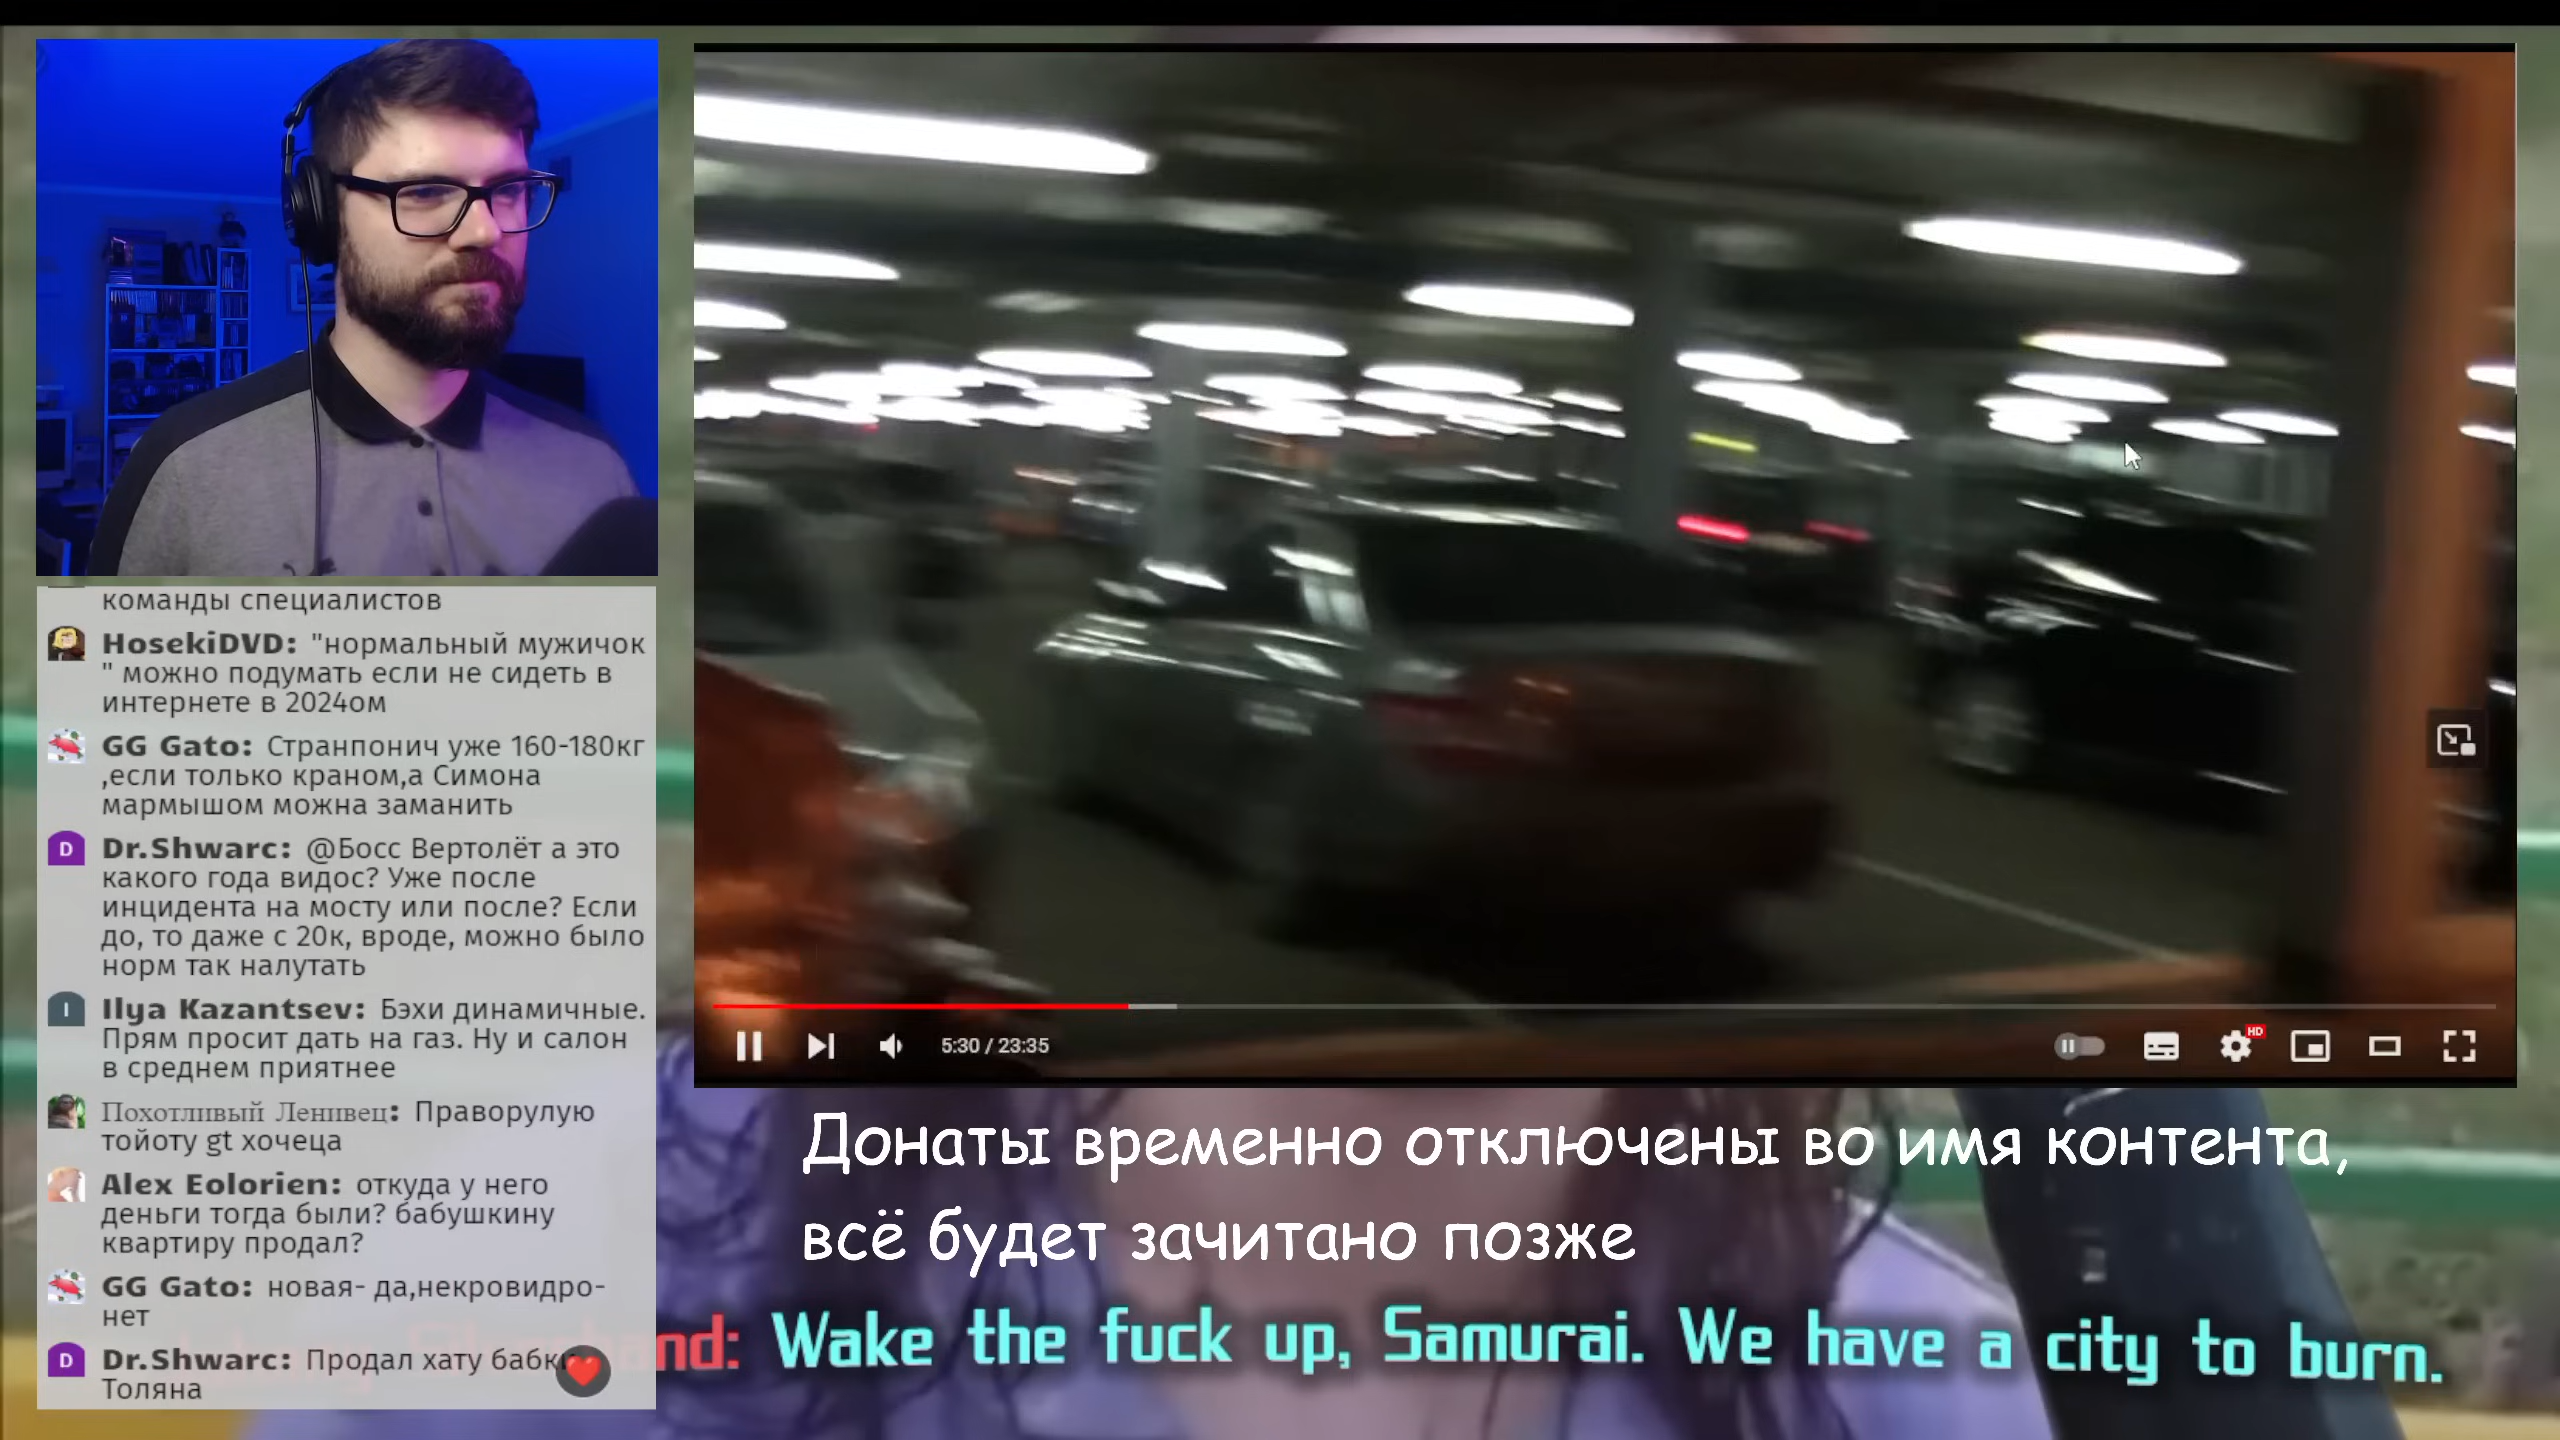 команды специалистов
HosekiDVD: "нормальный мужичок
" можно подумать если не сидеть в
интернете в 2024ом
GG Gato: Странпонич уже 160-180кг
,если только краном,а Симона
мармышом можна заманить
D Dr.Shwarc: @Босс Вертолёт а это
какого года видос? Уже после
инцидента на мосту или после? Если
до, то даже с 20к, вроде, можно было
норм так налутать
I Ilya Kazantsev: Бэхи динамичные.
Прям просит дать на газ. Ну и салон
в среднем приятнее
Похотливый Ленивец: Праворулую
тойоту gt хочеца
Alex Eolorien: откуда у него
деньги тогда были? бабушкину
квартиру продал?
GG Gato: новая- да,некровидро-
нет
D Dr.Shwarc: Продал хату бабки
Толяна
5:30 / 23:35
HD
Донаты временно отключены во имя контента,
всё будет зачитано позже
Wake the fuck up, Samurai. We have a city to burn.